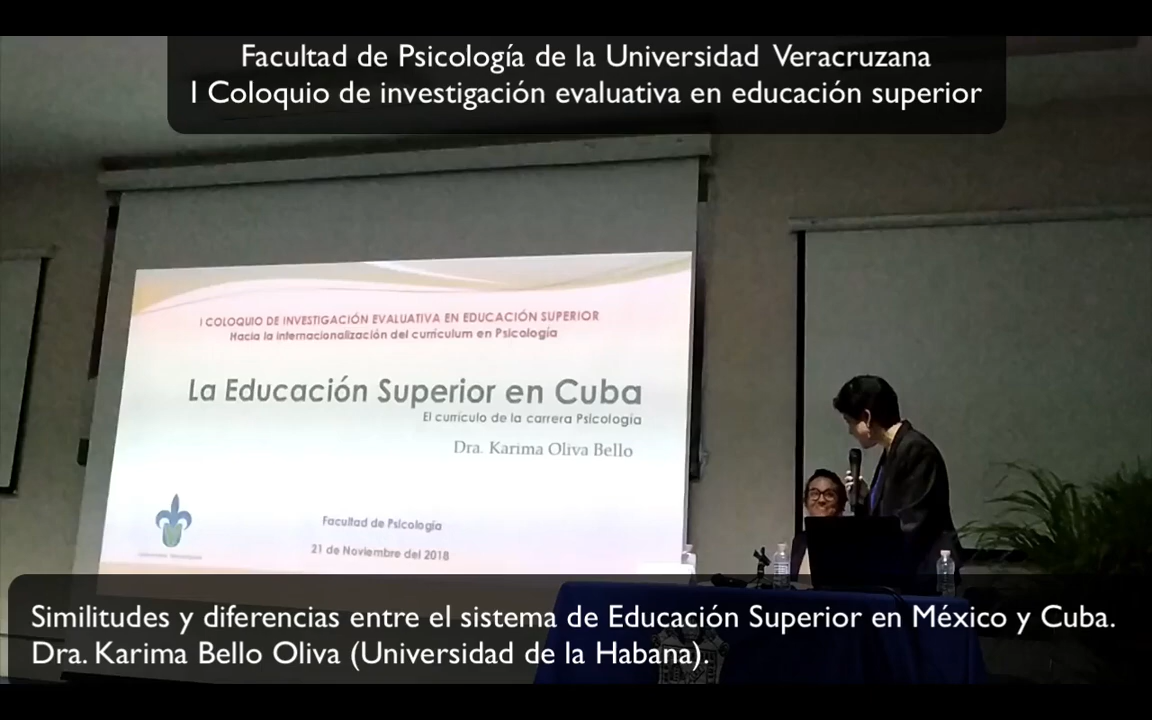 Facultad de Psicología de la Universidad Veracruzana
I Coloquio de investigación evaluativa en educación superior
I COLOQUIO DE INVESTIGACIÓN EVALUATIVA EN EDUCACIÓN SUPERIOR
Hacia la internacionalización del curriculum en Psicología
La Educación Superior en Cuba
El currículo de la carrera Psicología
Dra. Karima Oliva Bello
Facultad de Psicología
21 de Noviembre del 2018
Similitudes y diferencias entre el sistema de Educación Superior en México y Cuba.
Dra. Karima Bello Oliva (Universidad de la Habana).